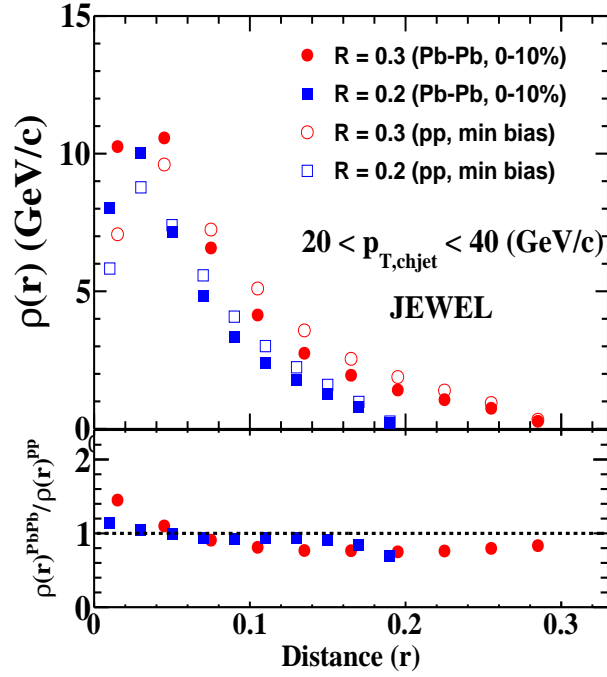 15
10
5
0
ρ(r) (GeV/c)
R = 0.3 (Pb-Pb, 0-10%)
R = 0.2 (Pb-Pb, 0-10%)
R = 0.3 (pp, min bias)
R = 0.2 (pp, min bias)
20 < p_T,chjet < 40 (GeV/c)
JEWEL
2
1
0
ρ(r)^PbPb/ρ(r)^pp
0 0.1 0.2 0.3
Distance (r)